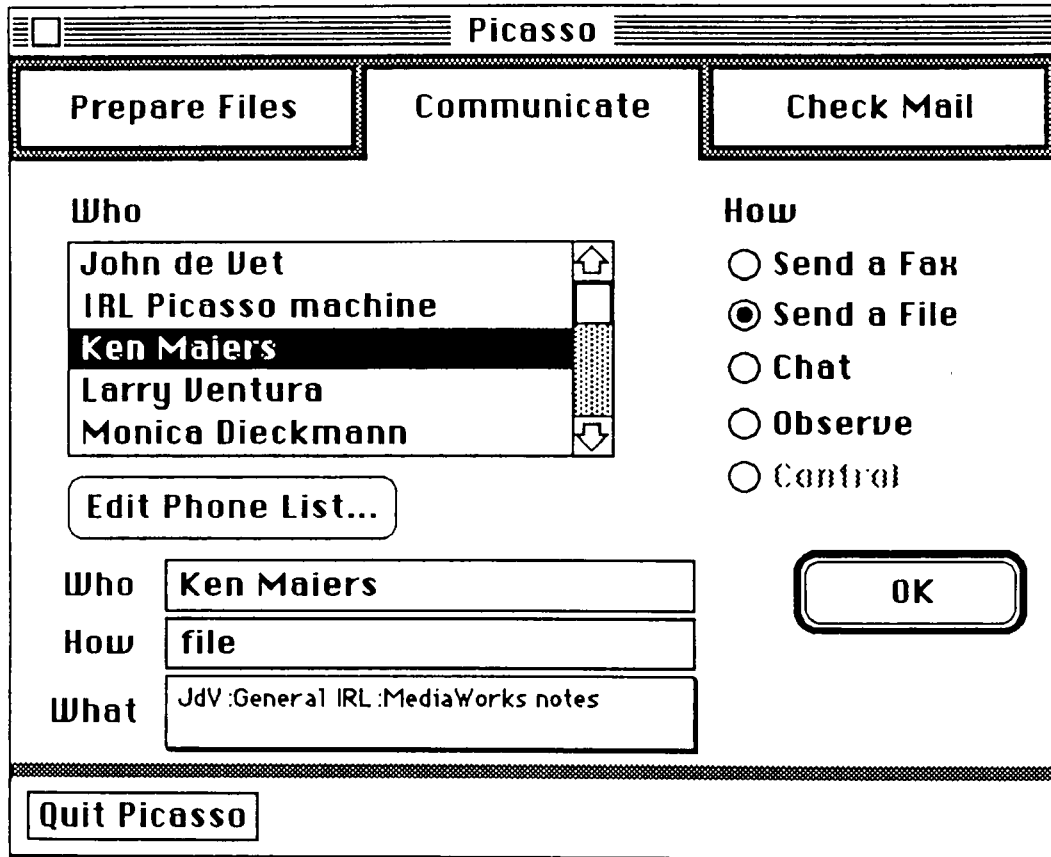 Picasso
Prepare Files
Communicate
Check Mail
Who
John de Vet
IRL Picasso machine
Ken Maiers
Larry Ventura
Monica Dieckmann
Edit Phone List...
How
Send a Fax
Send a File
Chat
Observe
Control
Who
Ken Maiers
How
file
What
JdV:General IRL:MediaWorks notes
OK
Quit Picasso